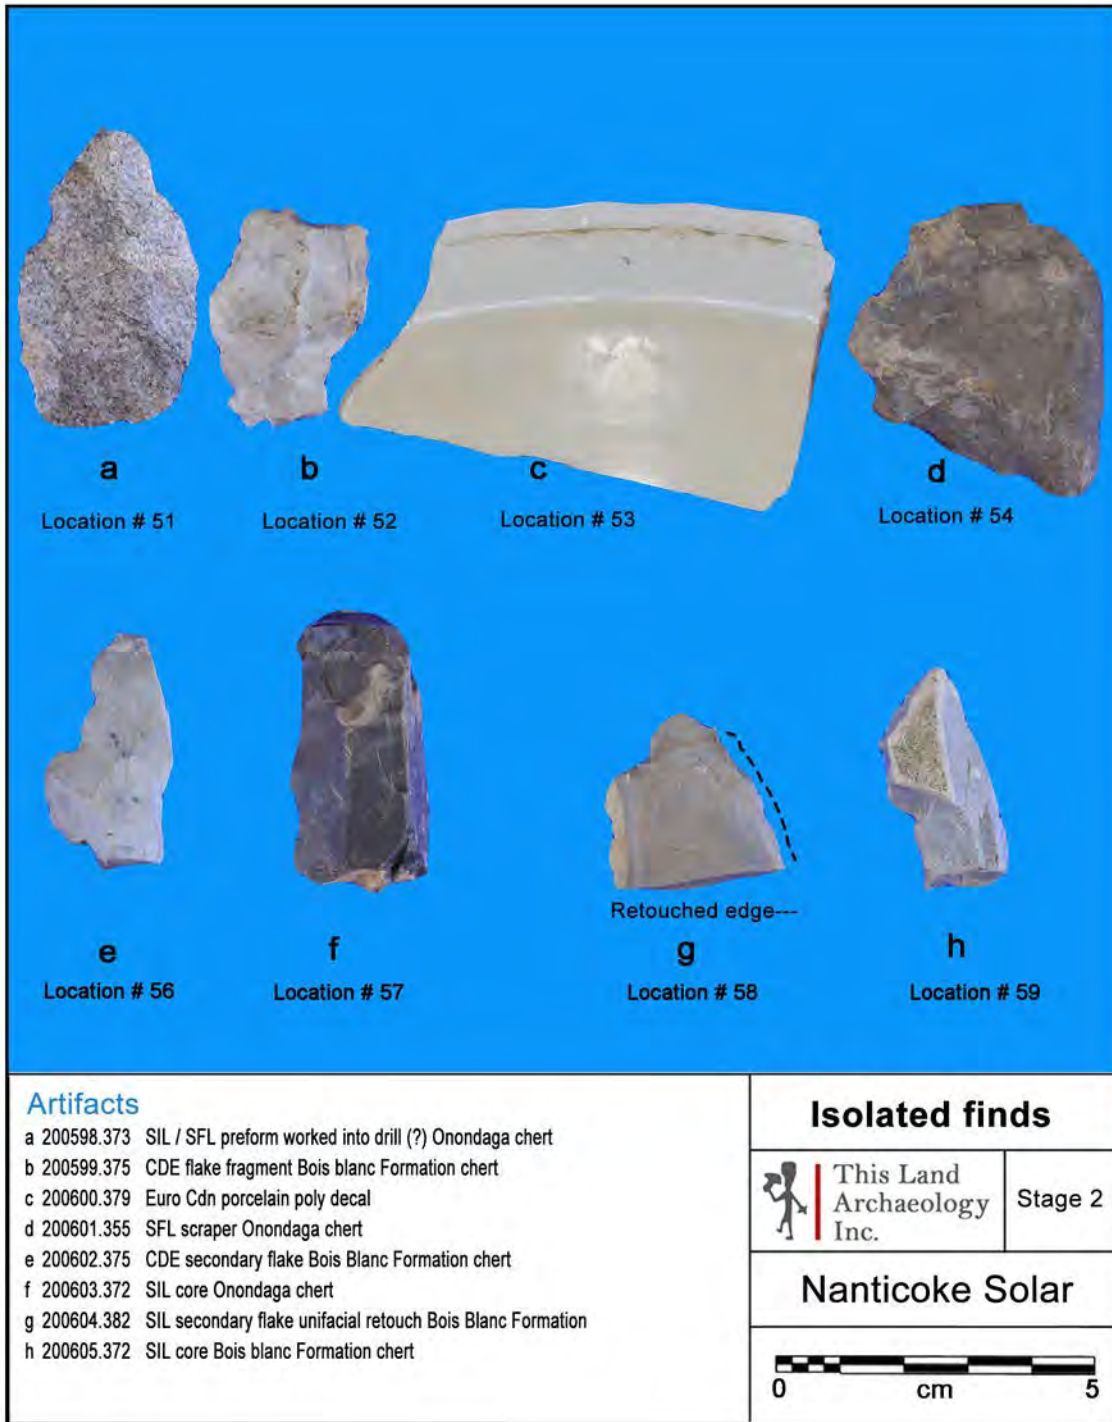 a
b
c
d
Location # 51
Location # 52
Location # 53
Location # 54
Retouched edge---
e
f
g
h
Location # 56
Location # 57
Location # 58
Location # 59
Artifacts
a 200598.373 SIL / SFL preform worked into drill (?) Onondaga chert
b 200599.375 CDE flake fragment Bois blanc Formation chert
c 200600.379 Euro Cdn porcelain poly decal
d 200601.355 SFL scraper Onondaga chert
e 200602.375 CDE secondary flake Bois Blanc Formation chert
f 200603.372 SIL core Onondaga chert
g 200604.382 SIL secondary flake unifacial retouch Bois Blanc Formation
h 200605.372 SIL core Bois blanc Formation chert
Isolated finds
This Land
Archaeology
Inc.
Stage 2
Nanticoke Solar
0 cm 5